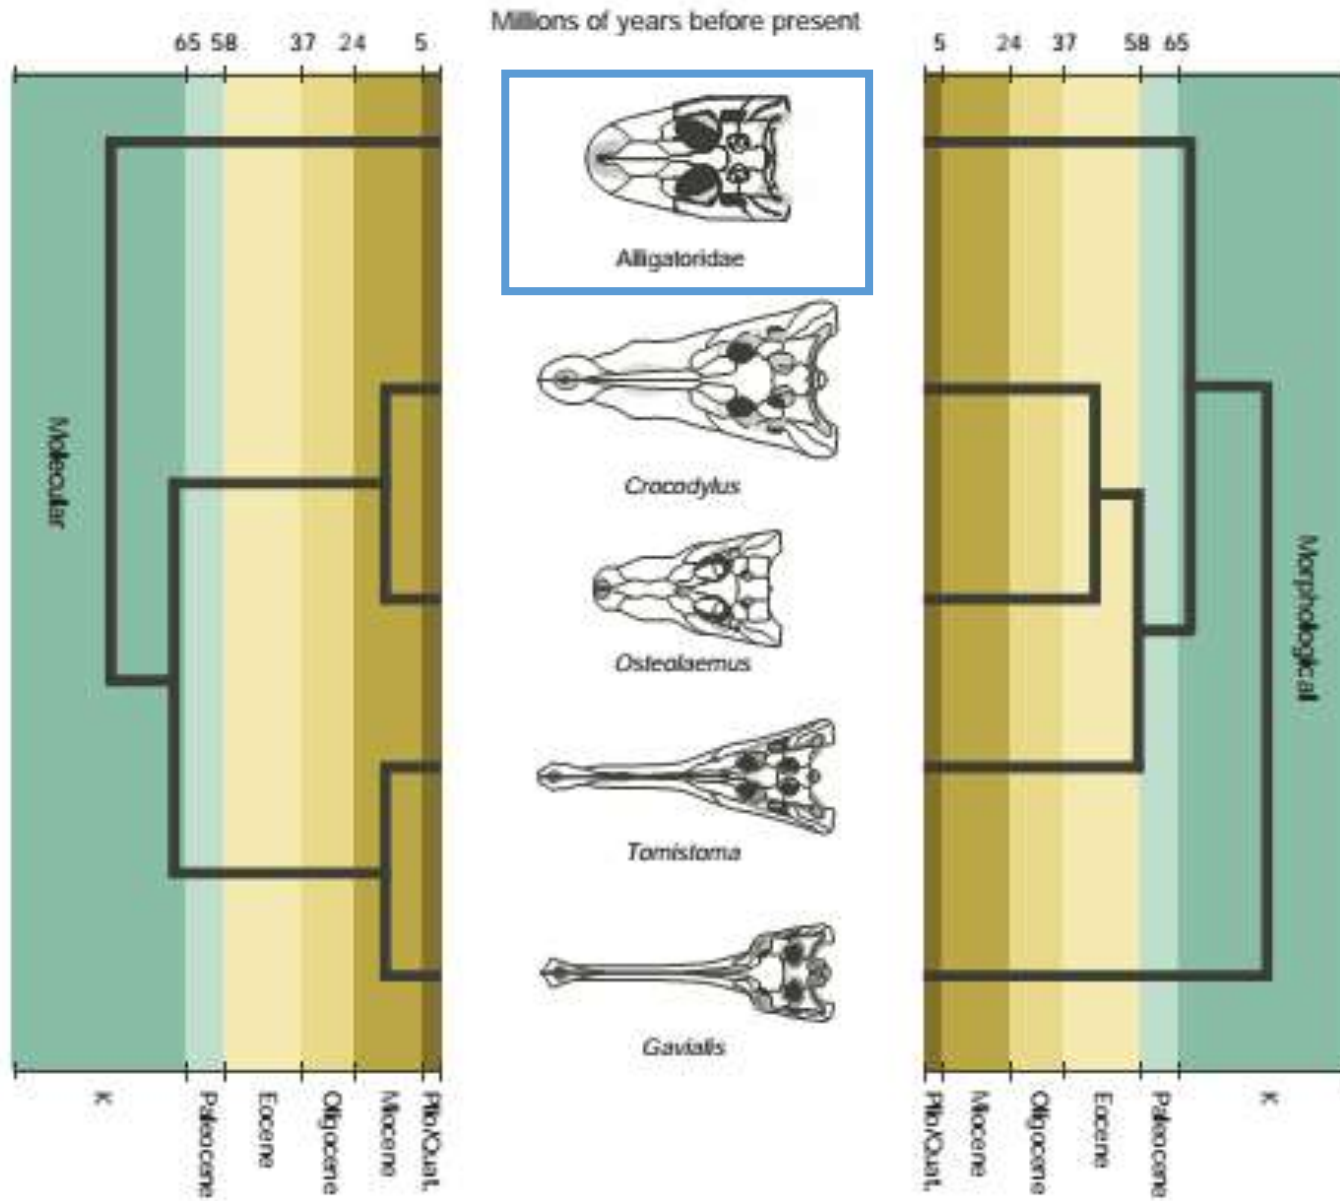 Millions of years before present
65 58 37 24 5
5 24 37 58 65
Alligatoridae
Crocodylus
Molecular
Morphological
Osteolaemus
Tomistoma
Gavialis
K Paleocene Eocene Oligocene Miocene Plio/Quat.
Plio/Quat. Miocene Oligocene Eocene Paleocene K